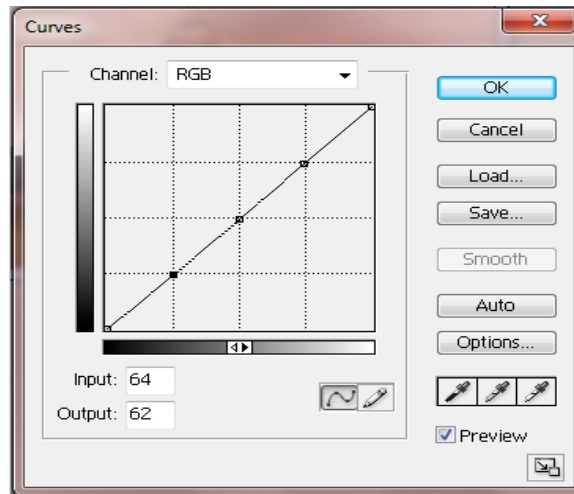 Curves
Channel: RGB
OK
Cancel
Load...
Save...
Smooth
Auto
Options...
Input: 64
Output: 62
Preview